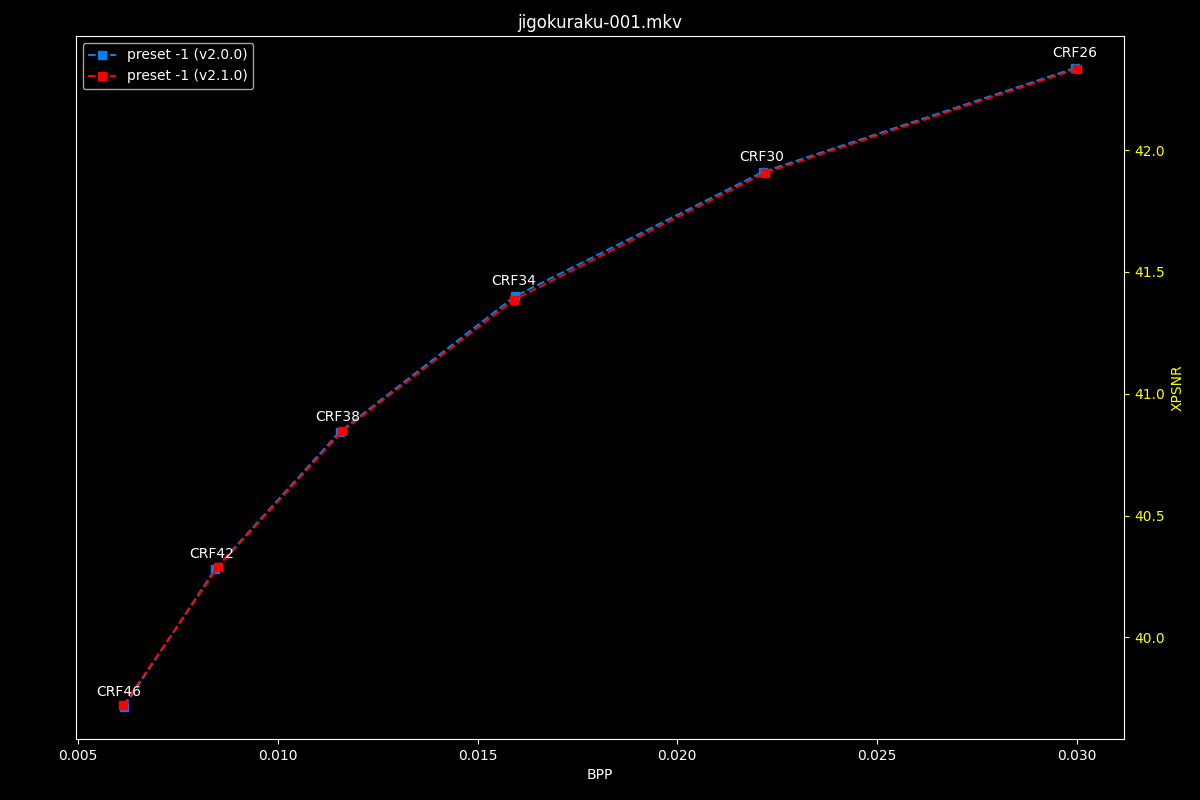 jigokuraku-001.mkv
preset -1 (v2.0.0)
preset -1 (v2.1.0)
CRF26
CRF30
CRF34
CRF38
CRF42
CRF46
42.0
41.5
41.0
40.5
40.0
XPSNR
0.005 0.010 0.015 0.020 0.025 0.030
BPP